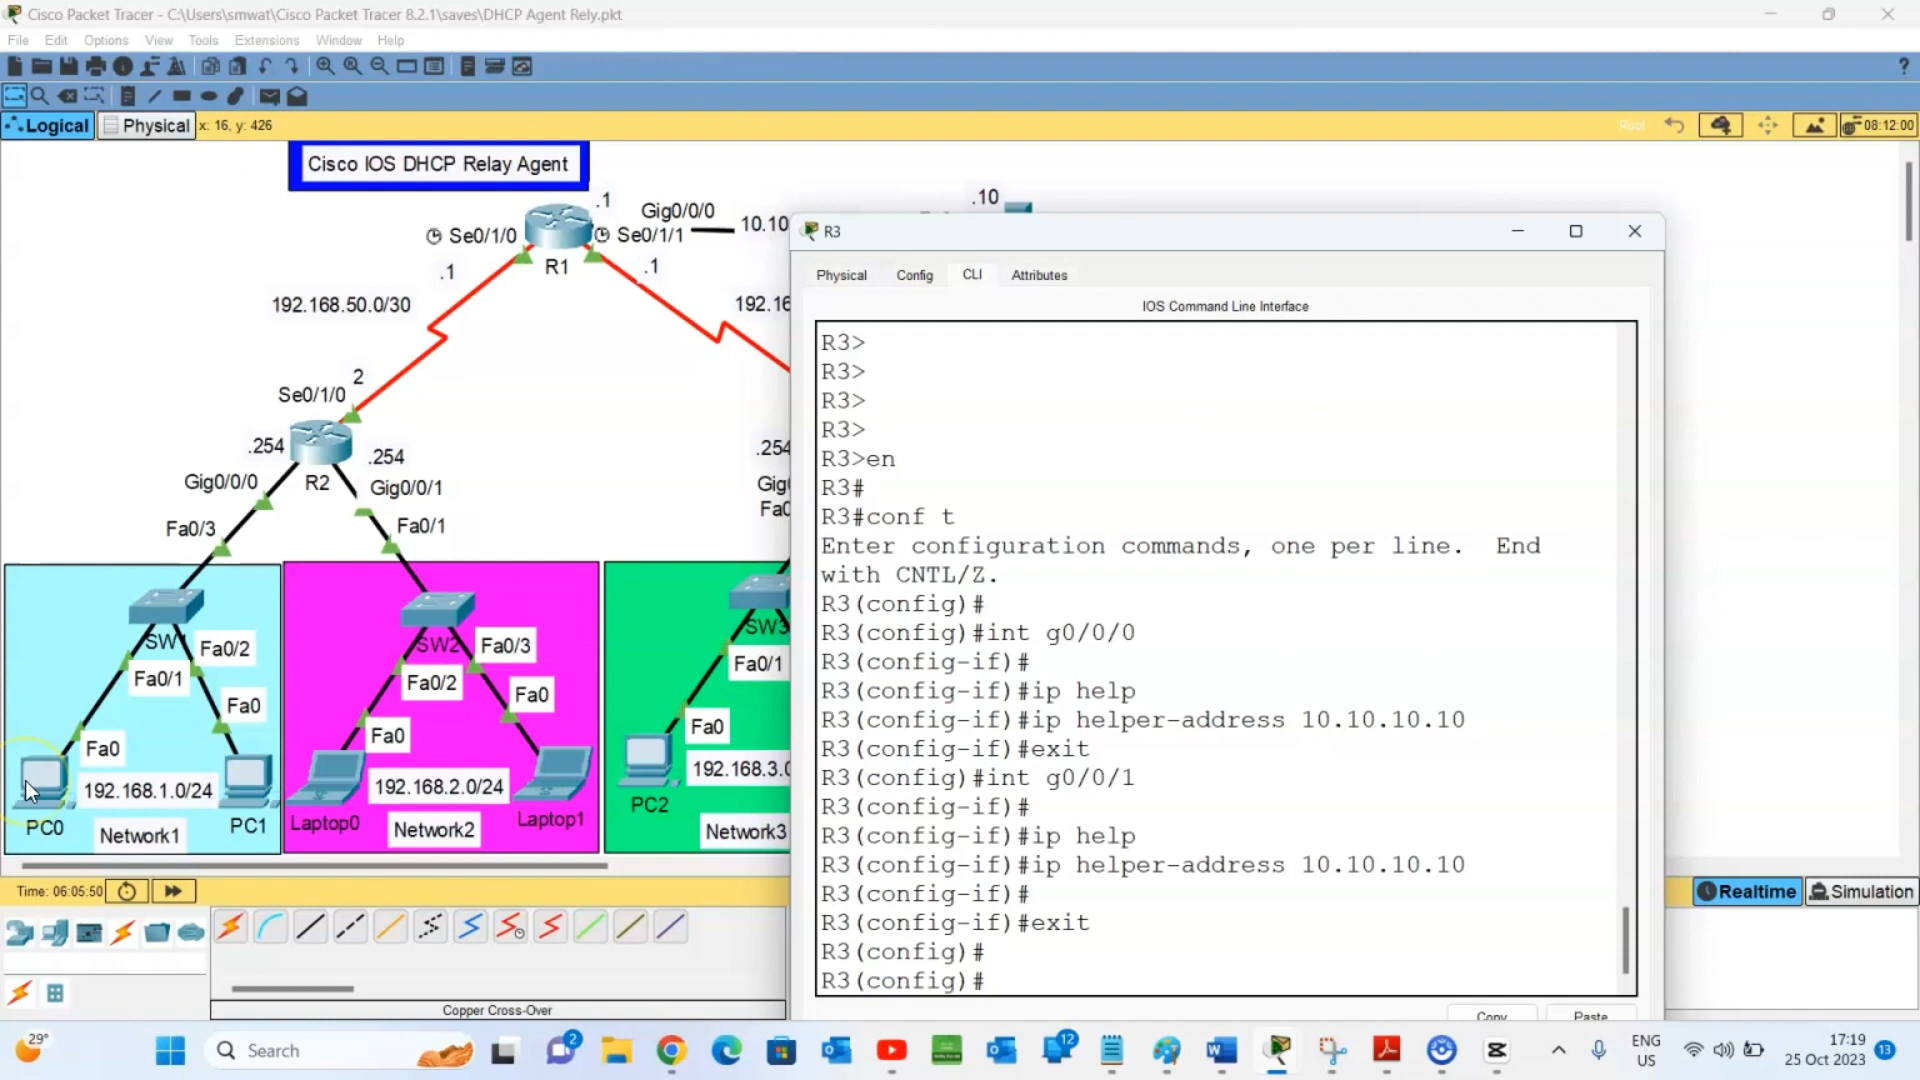 Cisco Packet Tracer - C:\Users\smwat\Cisco Packet Tracer 8.2.1\saves\DHCP Agent Rely.pkt
File Edit Options View Tools Extensions Window Help
?
Logical Physical x: 16, y: 426 Root 08:12:00
Cisco IOS DHCP Relay Agent
.1 Gig0/0/0 .10
Se0/1/0 Se0/1/1 10.10
R1
.1 .1
192.168.50.0/30 192.16
2
Se0/1/0
.254 .254 .254
Gig0/0/0 R2 Gig0/0/1 Gig
Fa0/3 Fa0/1 Fa0
SW1 Fa0/2 SW2 Fa0/3 SW3
Fa0/1 Fa0/2 Fa0/1
Fa0 Fa0
Fa0 Fa0 Fa0
192.168.1.0/24 192.168.2.0/24 192.168.3.0
PC0 PC1 Laptop0 Laptop1 PC2
Network1 Network2 Network3
R3
Physical Config CLI Attributes
IOS Command Line Interface
R3>
R3>
R3>
R3>
R3>en
R3#
R3#conf t
Enter configuration commands, one per line. End
with CNTL/Z.
R3(config)#
R3(config)#int g0/0/0
R3(config-if)#
R3(config-if)#ip help
R3(config-if)#ip helper-address 10.10.10.10
R3(config-if)#exit
R3(config)#int g0/0/1
R3(config-if)#
R3(config-if)#ip help
R3(config-if)#ip helper-address 10.10.10.10
R3(config-if)#
R3(config-if)#exit
R3(config)#
R3(config)#
Copy Paste
Time: 06:05:50 Realtime Simulation
Copper Cross-Over
29° Search 2 12 ENG 17:19
US 25 Oct 2023 13